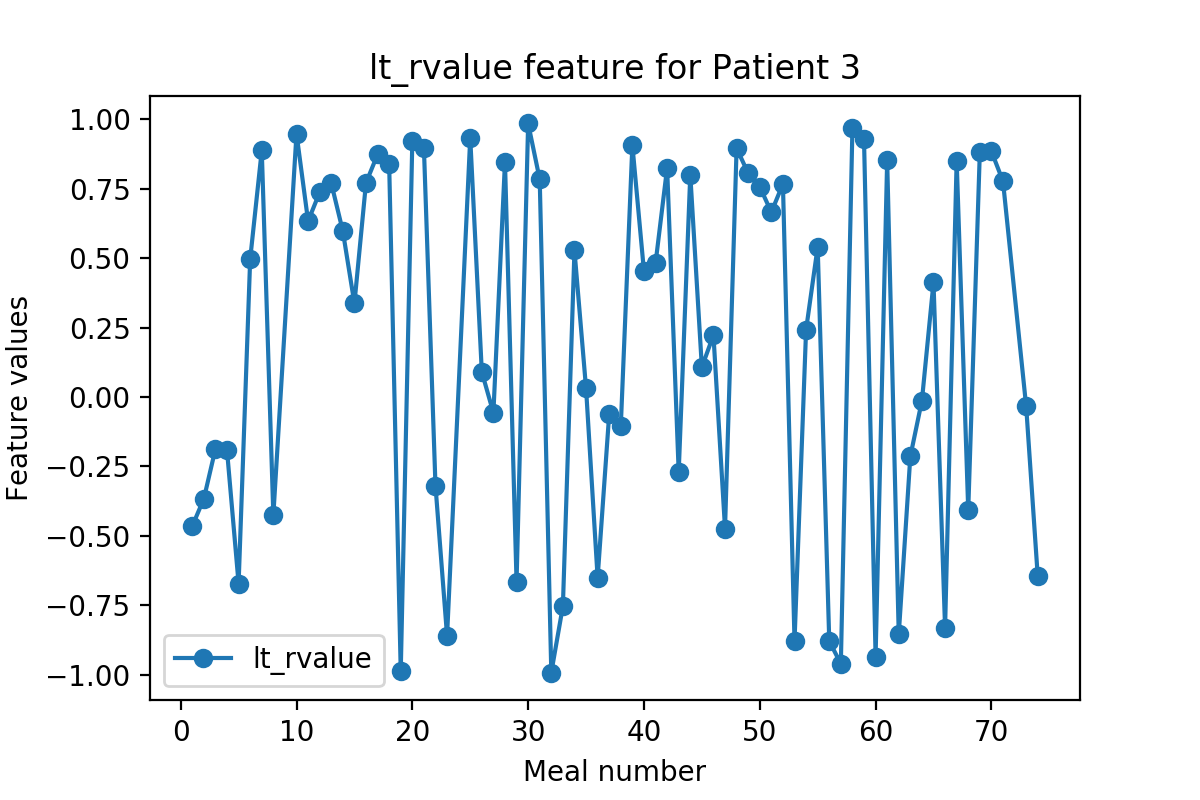 lt_rvalue feature for Patient 3
1.00
0.75
0.50
0.25
0.00
−0.25
−0.50
−0.75
−1.00
Feature values
lt_rvalue
0 10 20 30 40 50 60 70
Meal number